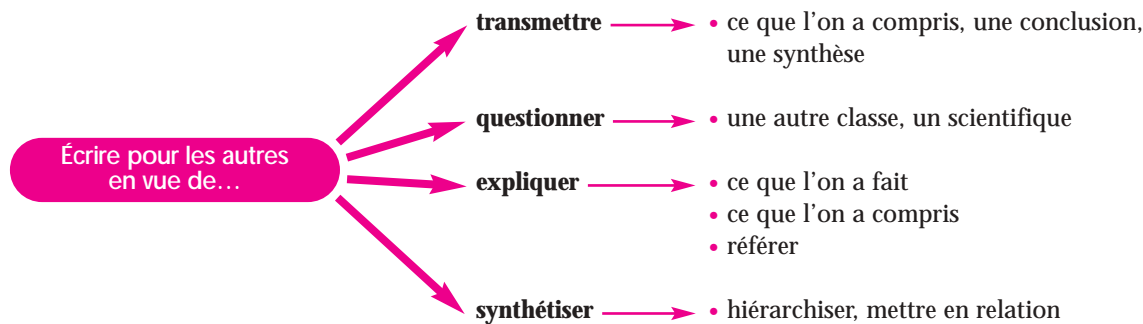 Écrire pour les autres
en vue de…
transmettre
• ce que l’on a compris, une conclusion,
une synthèse
questionner
• une autre classe, un scientifique
expliquer
• ce que l’on a fait
• ce que l’on a compris
• référer
synthétiser
• hiérarchiser, mettre en relation